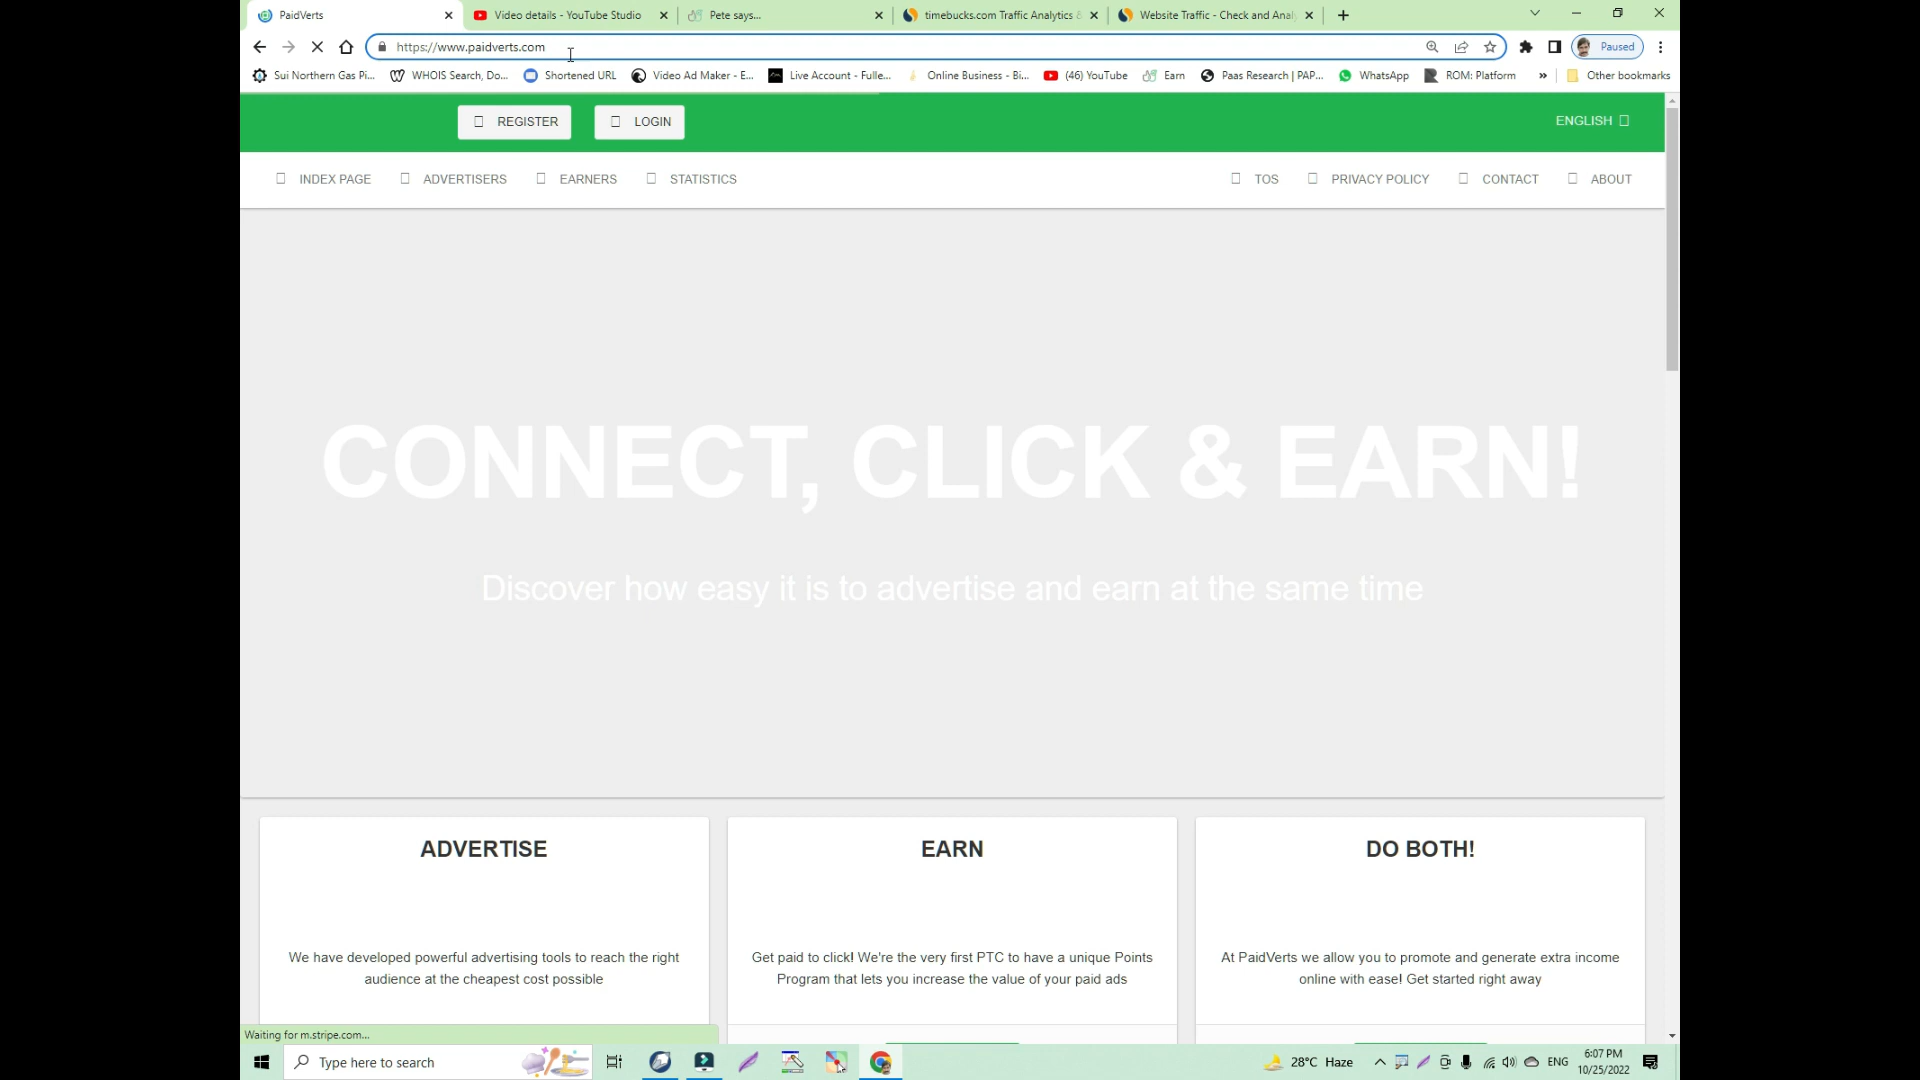 PaidVerts
Video details - YouTube Studio
Pete says...
timebucks.com Traffic Analytics &
Website Traffic - Check and Anal
https://www.paidverts.com
Paused
Sui Northern Gas Pi...
WHOIS Search, Do...
Shortened URL
Video Ad Maker - E...
Live Account - Fulle...
Online Business - Bi...
(46) YouTube
Earn
Paas Research | PAP...
WhatsApp
ROM: Platform
»
Other bookmarks
REGISTER
LOGIN
ENGLISH
INDEX PAGE
ADVERTISERS
EARNERS
STATISTICS
TOS
PRIVACY POLICY
CONTACT
ABOUT
CONNECT, CLICK & EARN!
Discover how easy it is to advertise and earn at the same time
ADVERTISE
We have developed powerful advertising tools to reach the right
audience at the cheapest cost possible
EARN
Get paid to click! We're the very first PTC to have a unique Points
Program that lets you increase the value of your paid ads
DO BOTH!
At PaidVerts we allow you to promote and generate extra income
online with ease! Get started right away
Waiting for m.stripe.com...
Type here to search
28°C Haze
ENG
6:07 PM
10/25/2022